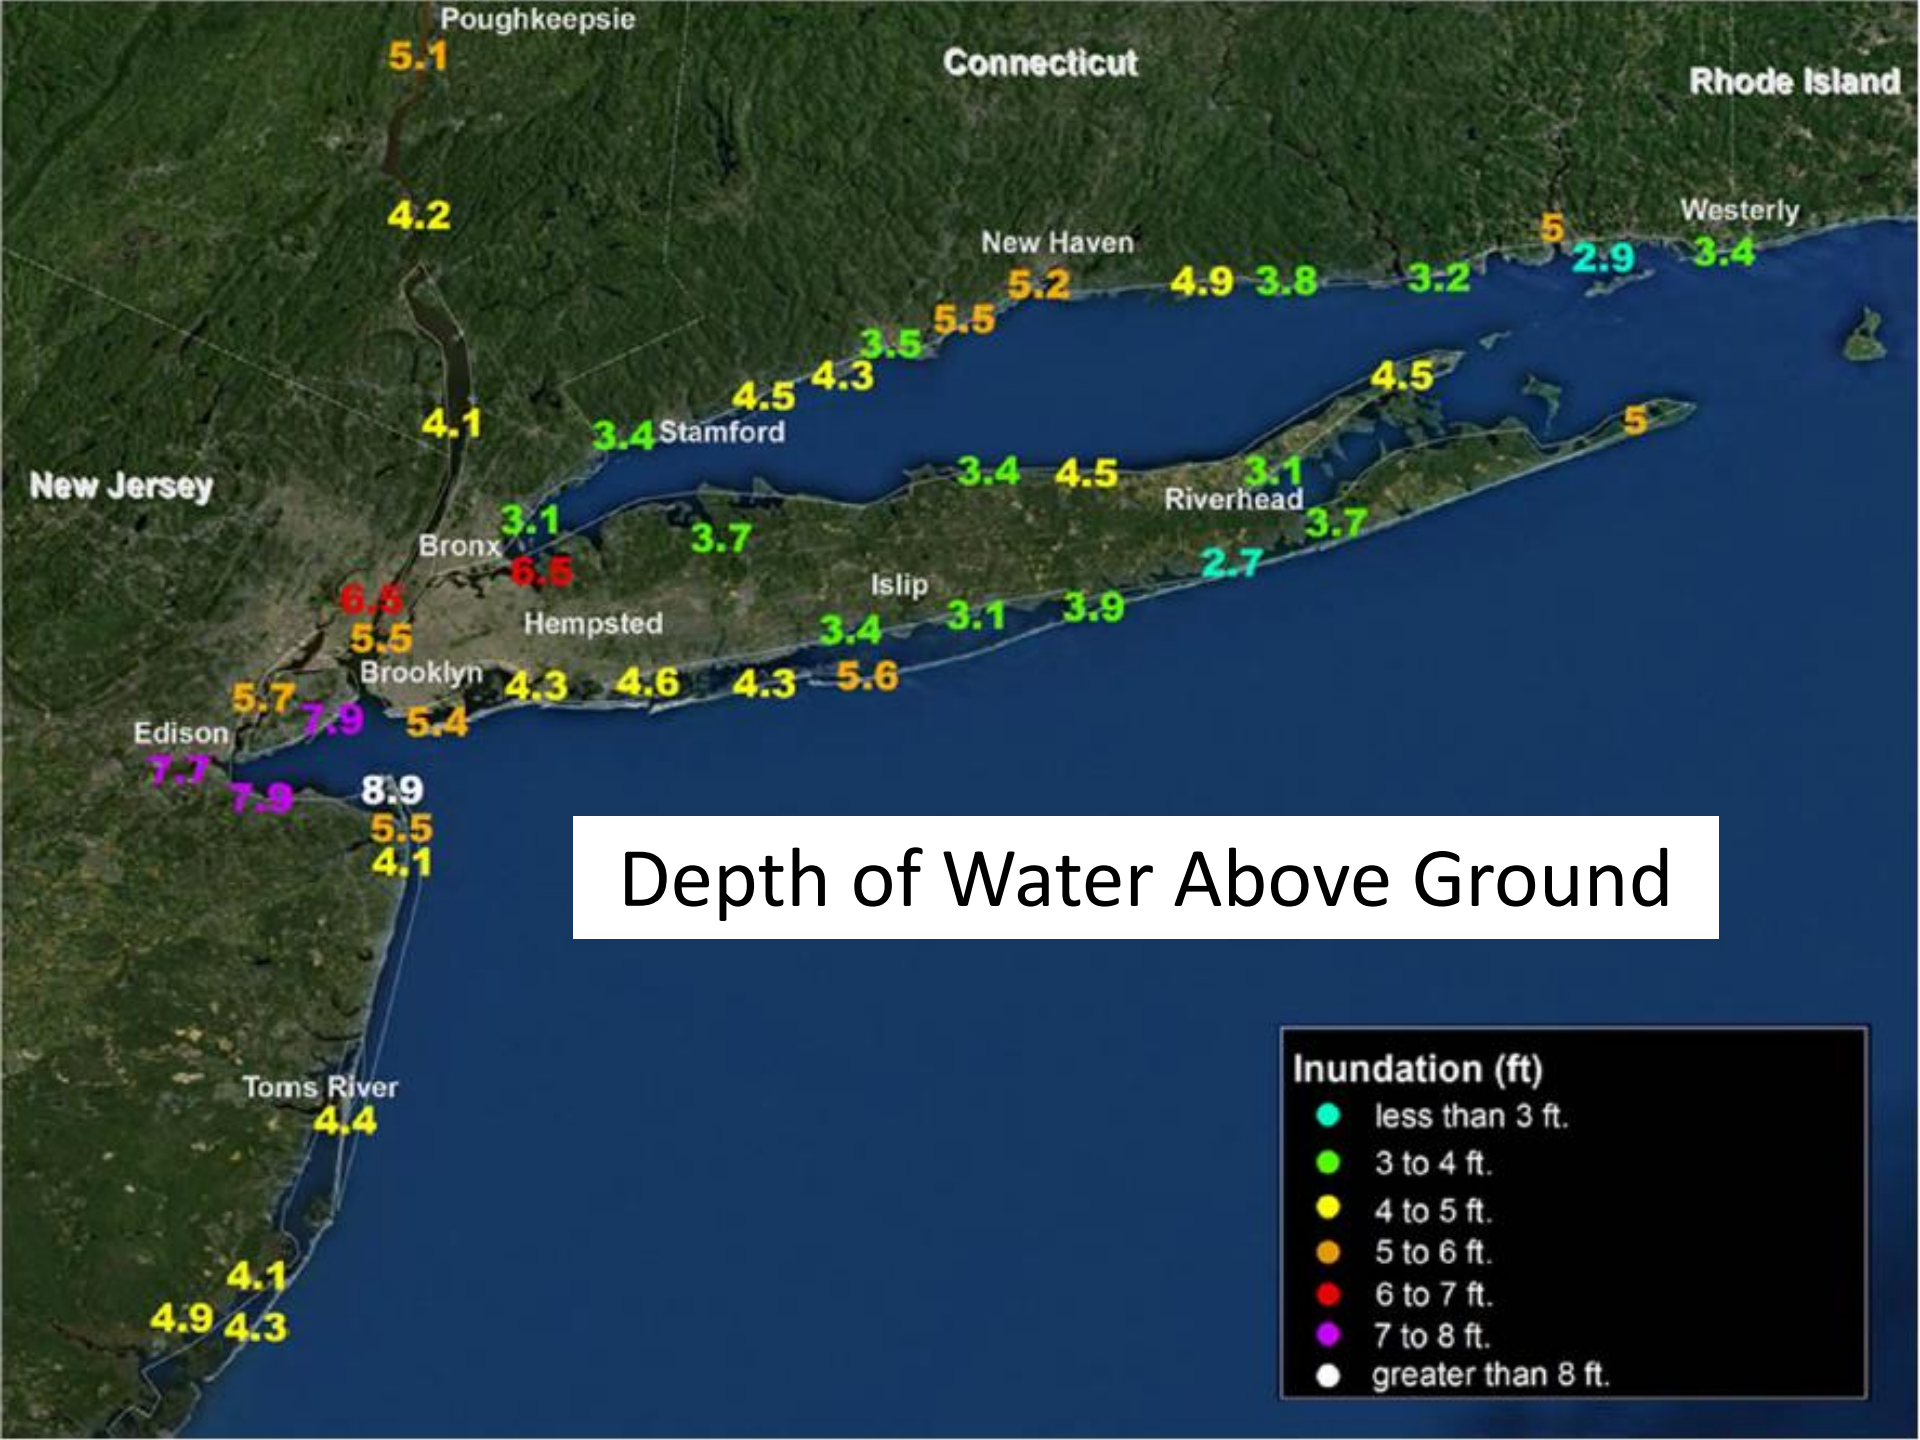 Poughkeepsie
5.1
Connecticut
Rhode Island
4.2
Westerly
5
New Haven
2.9
3.4
5.2
4.9
3.8
3.2
5.5
3.5
4.3
4.5
4.5
4.1
3.4
Stamford
5
3.4
4.5
3.1
New Jersey
Riverhead
3.1
3.7
3.7
Bronx
6.5
2.7
6.5
Islip
3.9
3.1
Hempsted
3.4
5.5
Brooklyn
4.3
4.6
4.3
5.6
5.7
7.9
5.4
Edison
7.7
7.9
8.9
5.5
4.1
Depth of Water Above Ground
Toms River
4.4
4.1
4.9
4.3
Inundation (ft)
less than 3 ft.
3 to 4 ft.
4 to 5 ft.
5 to 6 ft.
6 to 7 ft.
7 to 8 ft.
greater than 8 ft.